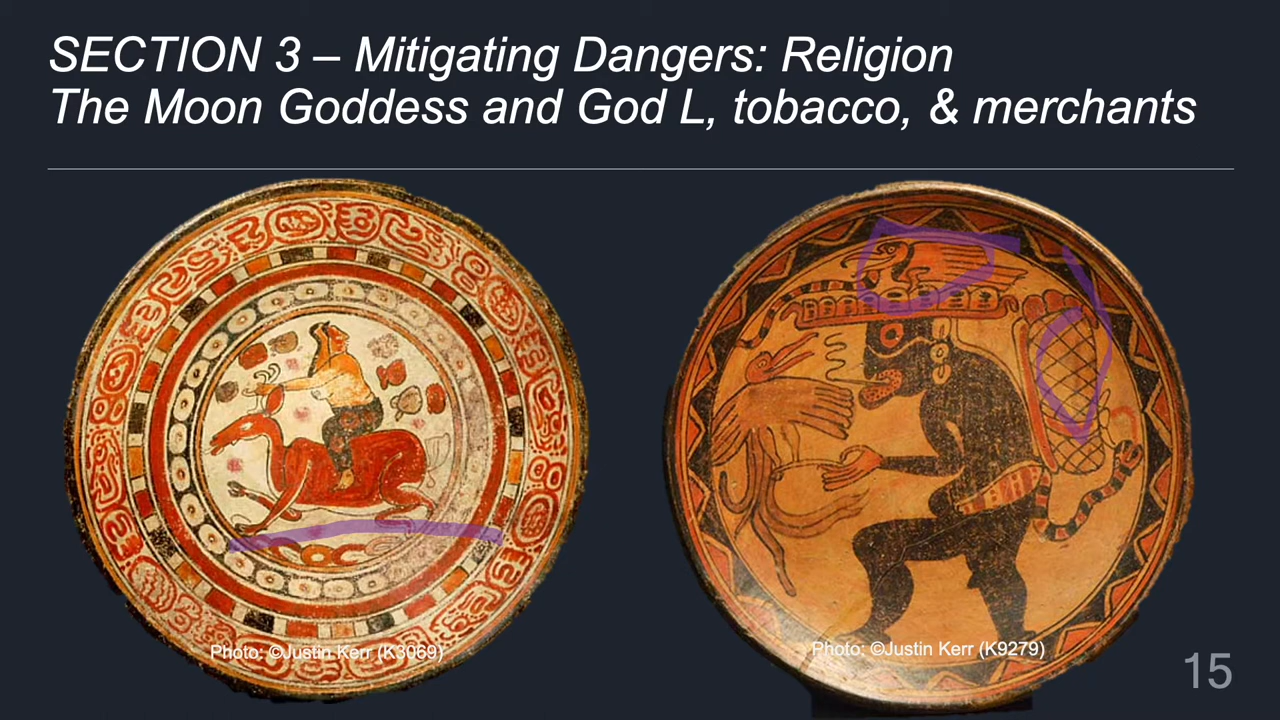 SECTION 3 – Mitigating Dangers: Religion
The Moon Goddess and God L, tobacco, & merchants
Photo: ©Justin Kerr (K3069)
Photo: ©Justin Kerr (K9279)
15